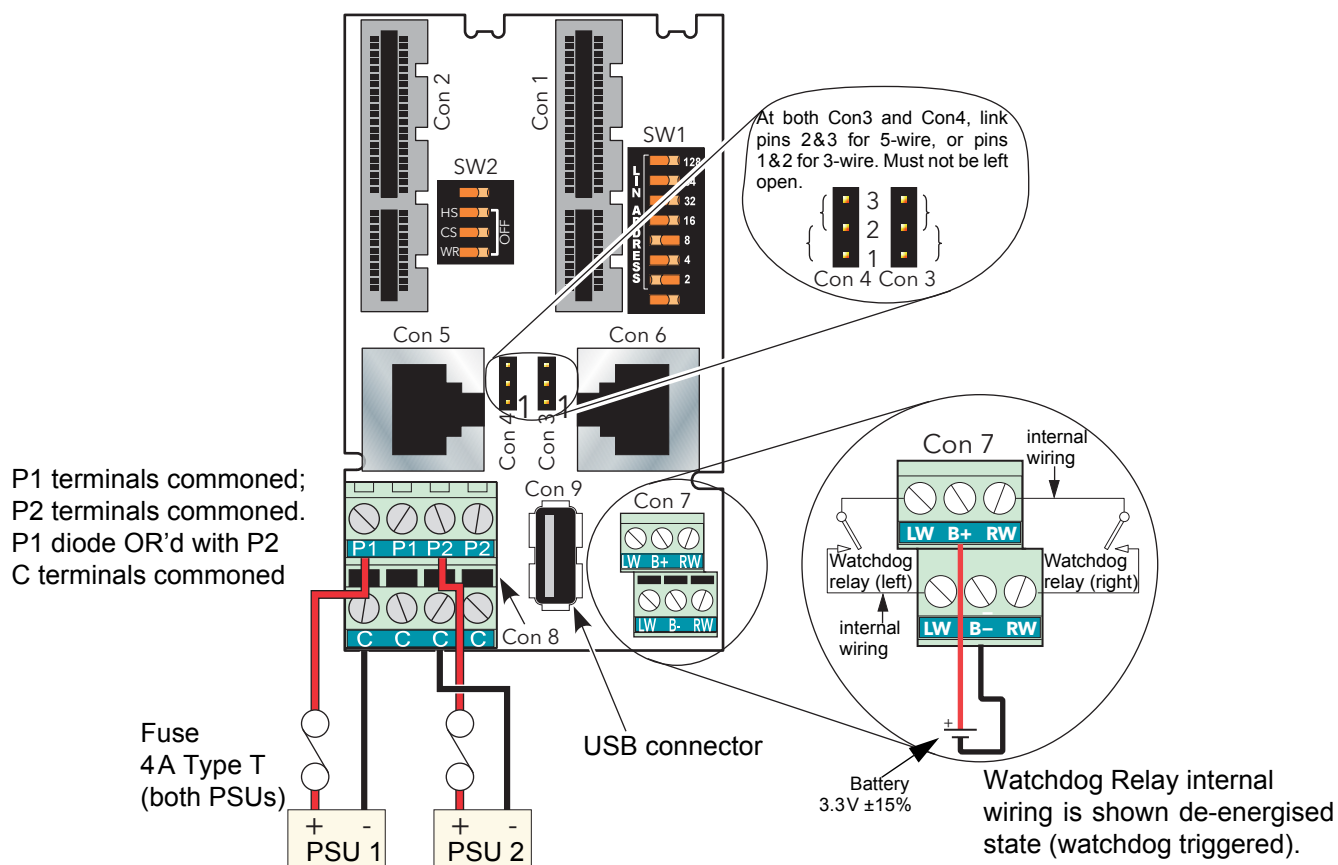 Con 2
Con 1
SW2
HS
CS
WR
OFF
SW1
LIN ADDRESS
128
32
16
8
4
2
At both Con3 and Con4, link
pins 2&3 for 5-wire, or pins
1&2 for 3-wire. Must not be left
open.
3
2
1
Con 4 Con 3
Con 5
Con 6
1 1
Con 4
Con 3
P1 terminals commoned;
P2 terminals commoned.
P1 diode OR’d with P2
C terminals commoned
P1 P1 P2 P2
C C C C
Con 8
Con 9
Con 7
LW B+ RW
LW B- RW
Con 7
internal
wiring
LW B+ RW
Watchdog
relay (left)
Watchdog
relay (right)
LW B– RW
internal
wiring
+
Battery
3.3V ±15%
USB connector
Fuse
4A Type T
(both PSUs)
+ -
PSU 1
+ -
PSU 2
Watchdog Relay internal
wiring is shown de-energised
state (watchdog triggered).